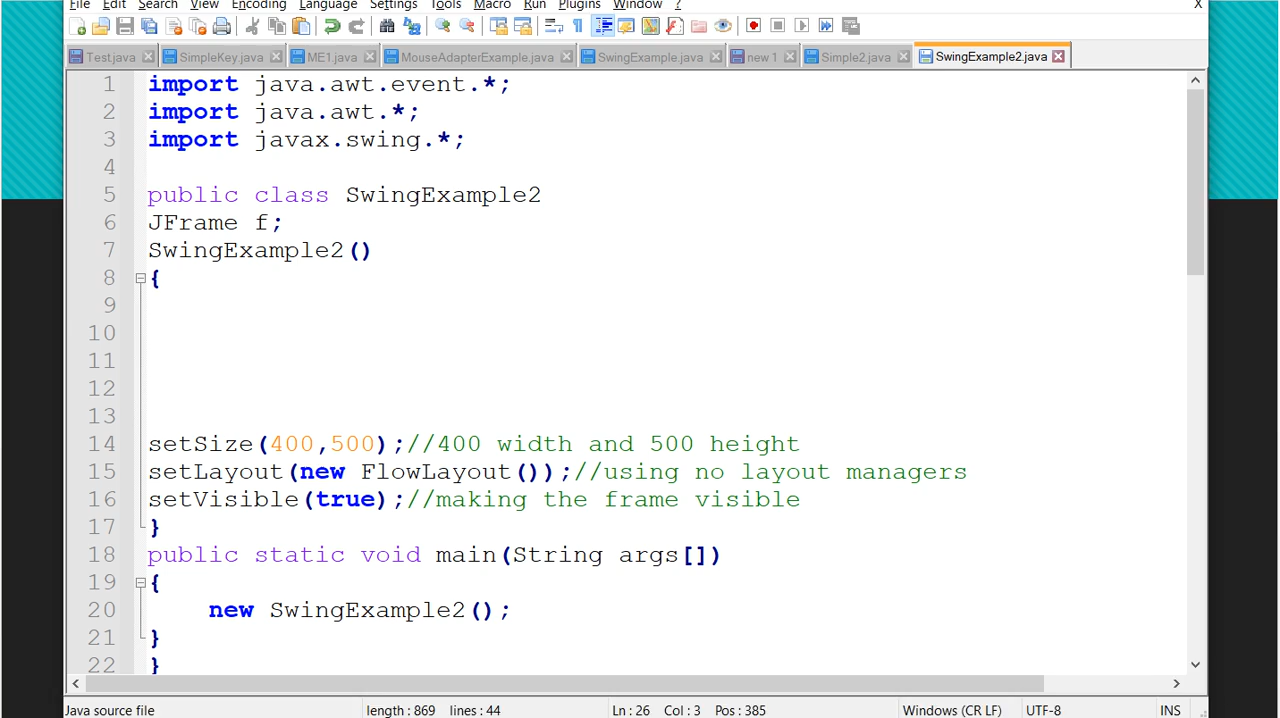 File Edit Search View Encoding Language Settings Tools Macro Run Plugins Window ? X
Test.java SimpleKey.java ME1.java MouseAdapterExample.java SwingExample.java new 1 Simple2.java SwingExample2.java
1 import java.awt.event.*;
2 import java.awt.*;
3 import javax.swing.*;
4
5 public class SwingExample2
6 JFrame f;
7 SwingExample2()
8 {
9
10
11
12
13
14 setSize(400,500);//400 width and 500 height
15 setLayout(new FlowLayout());//using no layout managers
16 setVisible(true);//making the frame visible
17 }
18 public static void main(String args[])
19 {
20 new SwingExample2();
21 }
22 }
Java source file length : 869 lines : 44 Ln : 26 Col : 3 Pos : 385 Windows (CR LF) UTF-8 INS